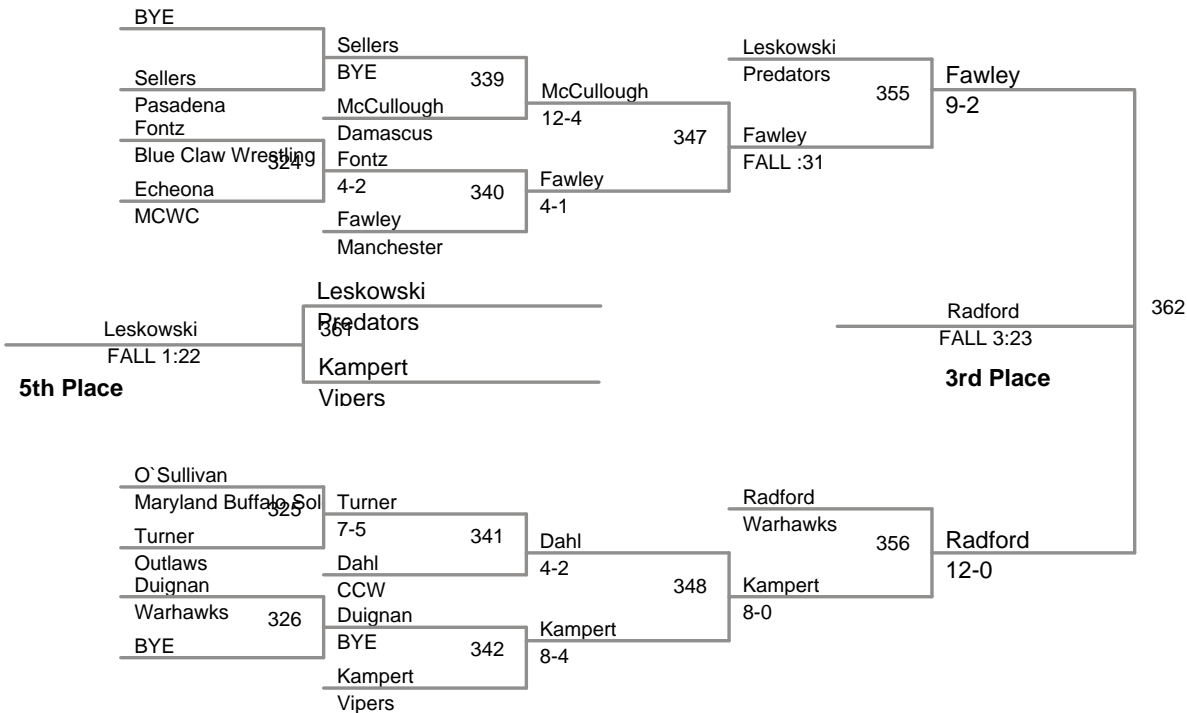 BYE
Sellers
Pasadena
Fontz
Blue Claw Wrestling
324
Echeona
MCWC
Sellers
BYE
339
McCullough
Damascus
Fontz
4-2
340
Fawley
Manchester
McCullough
12-4
347
Fawley
4-1
Leskowski
Predators
355
Fawley
FALL :31
Fawley
9-2
362
Leskowski
FALL 1:22
5th Place
Leskowski
Predators
361
Kampert
Vipers
Radford
FALL 3:23
3rd Place
O`Sullivan
Maryland Buffalo Sol
325
Turner
Outlaws
Duignan
Warhawks
326
BYE
Turner
7-5
341
Dahl
CCW
Duignan
BYE
342
Kampert
Vipers
Dahl
4-2
348
Kampert
8-4
Radford
Warhawks
356
Kampert
8-0
Radford
12-0